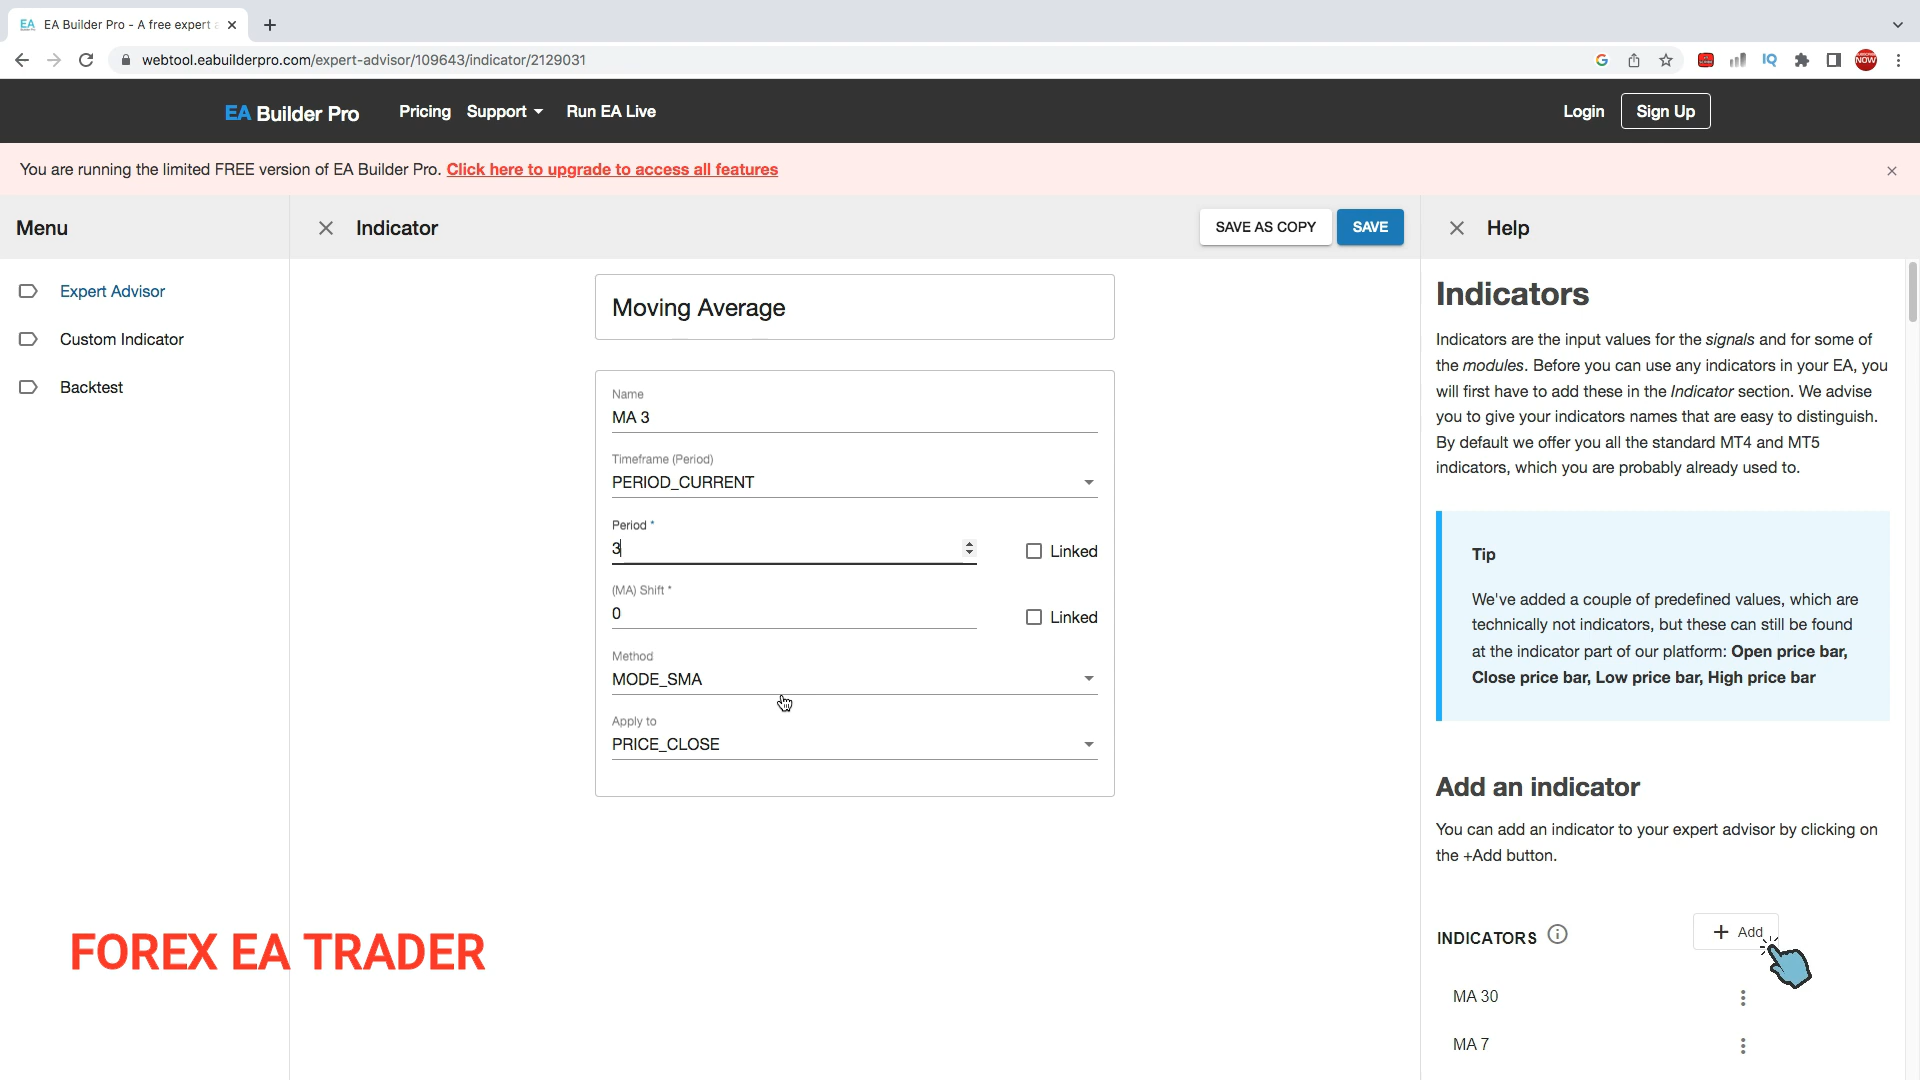 EA EA Builder Pro - A free expert
webtool.eabuilderpro.com/expert-advisor/109643/indicator/2129031
IQ
NOW
EA Builder Pro
Pricing
Support
Run EA Live
Login
Sign Up
You are running the limited FREE version of EA Builder Pro. Click here to upgrade to access all features
Menu
Expert Advisor
Custom Indicator
Backtest
Indicator
SAVE AS COPY
SAVE
Moving Average
Name
MA 3
Timeframe (Period)
PERIOD_CURRENT
Period *
3
Linked
(MA) Shift *
0
Linked
Method
MODE_SMA
Apply to
PRICE_CLOSE
Help
Indicators
Indicators are the input values for the signals and for some of
the modules. Before you can use any indicators in your EA, you
will first have to add these in the Indicator section. We advise
you to give your indicators names that are easy to distinguish.
By default we offer you all the standard MT4 and MT5
indicators, which you are probably already used to.
Tip
We've added a couple of predefined values, which are
technically not indicators, but these can still be found
at the indicator part of our platform: Open price bar,
Close price bar, Low price bar, High price bar
Add an indicator
You can add an indicator to your expert advisor by clicking on
the +Add button.
INDICATORS
+ Add
MA 30
MA 7
FOREX EA TRADER